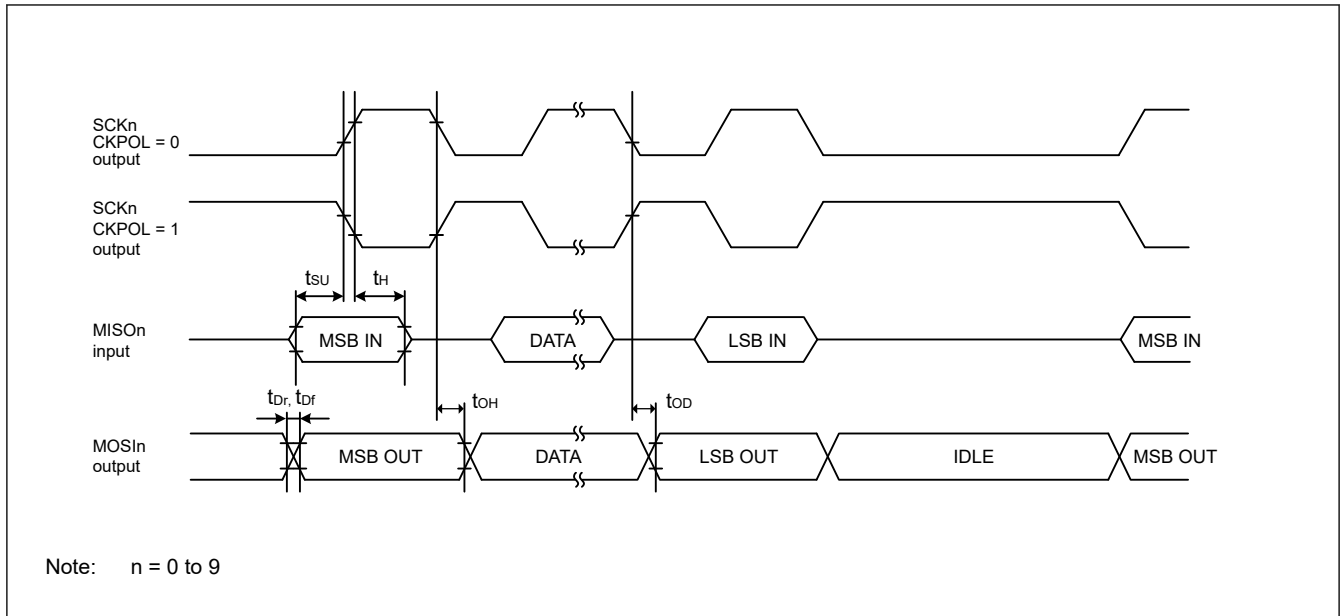 SCKn
CKPOL = 0
output
SCKn
CKPOL = 1
output
tSU
tH
MISOn
input
MSB IN
DATA
LSB IN
MSB IN
tDr, tDf
tOH
tOD
MOSIn
output
MSB OUT
DATA
LSB OUT
IDLE
MSB OUT
Note: n = 0 to 9